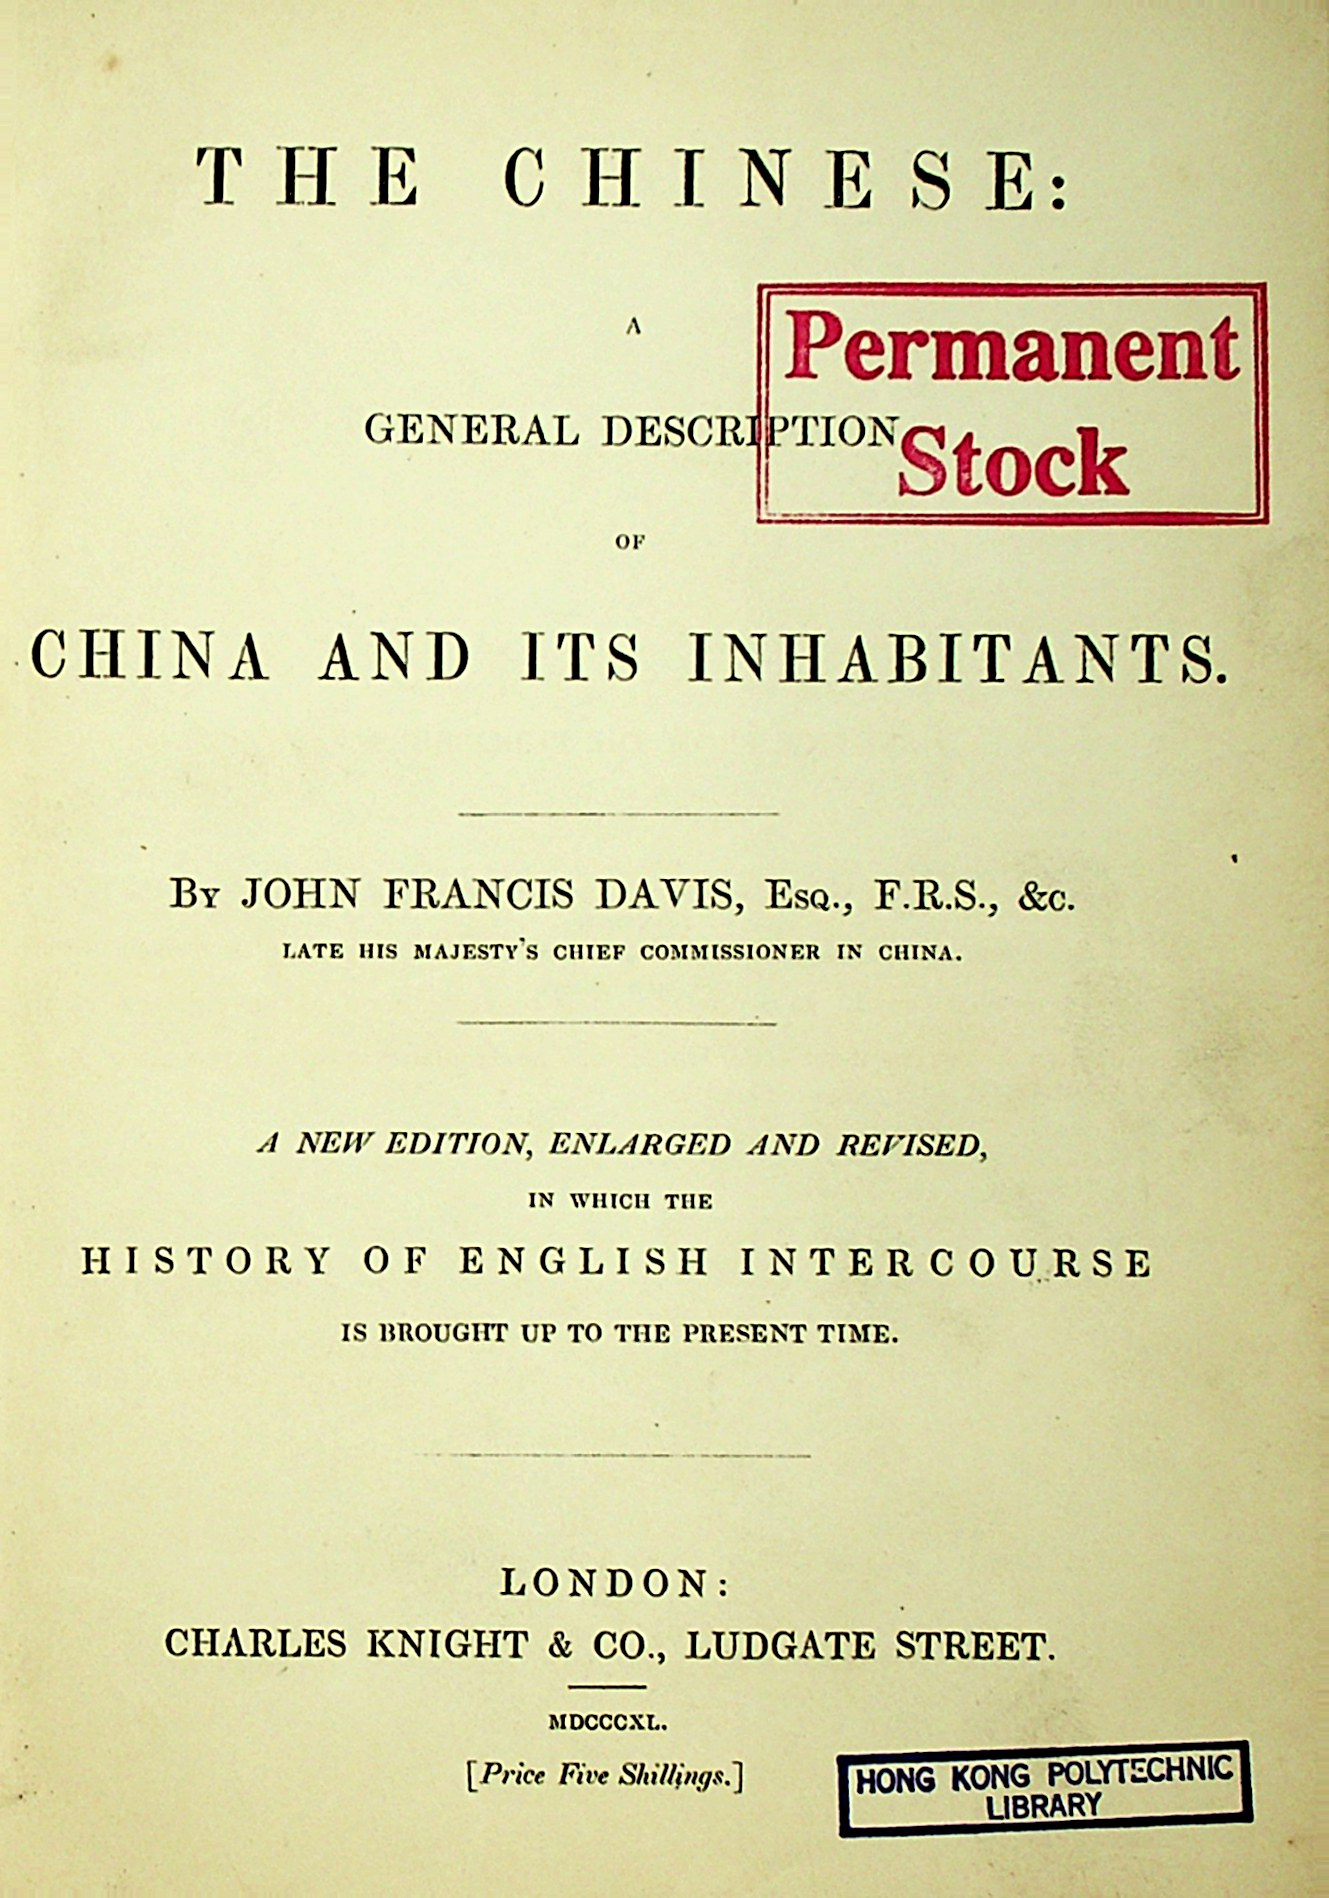 THE CHINESE:
A
Permanent
GENERAL DESCRIPTION
Stock
OF
CHINA AND ITS INHABITANTS.
By JOHN FRANCIS DAVIS, Esq., F.R.S., &c.
LATE HIS MAJESTY'S CHIEF COMMISSIONER IN CHINA.
A NEW EDITION, ENLARGED AND REVISED,
IN WHICH THE
HISTORY OF ENGLISH INTERCOURSE
IS BROUGHT UP TO THE PRESENT TIME.
LONDON:
CHARLES KNIGHT & CO., LUDGATE STREET.
MDCCCXL.
[Price Five Shillings.]
HONG KONG POLYTECHNIC
LIBRARY